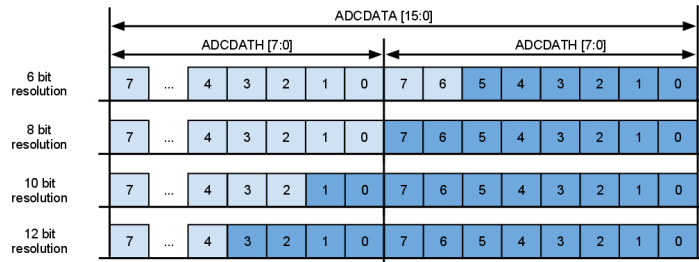 ADCDATA [15:0]
ADCDATH [7:0] ADCDATH [7:0]
6 bit
resolution
7 ... 4 3 2 1 0 7 6 5 4 3 2 1 0
8 bit
resolution
7 ... 4 3 2 1 0 7 6 5 4 3 2 1 0
10 bit
resolution
7 ... 4 3 2 1 0 7 6 5 4 3 2 1 0
12 bit
resolution
7 ... 4 3 2 1 0 7 6 5 4 3 2 1 0